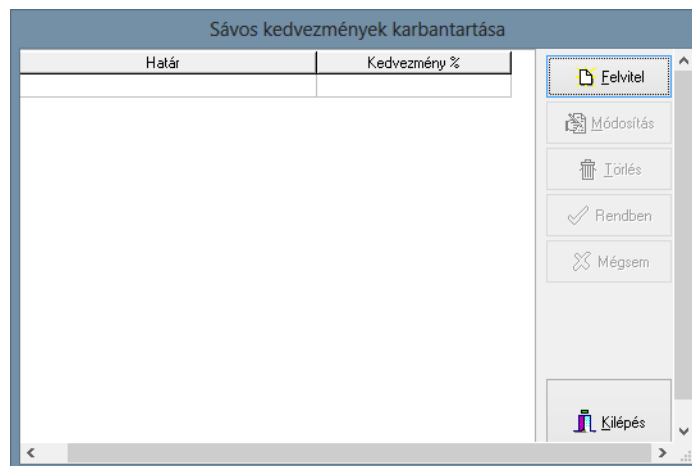 Sávos kedvezmények karbantartása
Határ Kedvezmény %
Felvitel
Módosítás
Törlés
Rendben
Mégsem
Kilépés